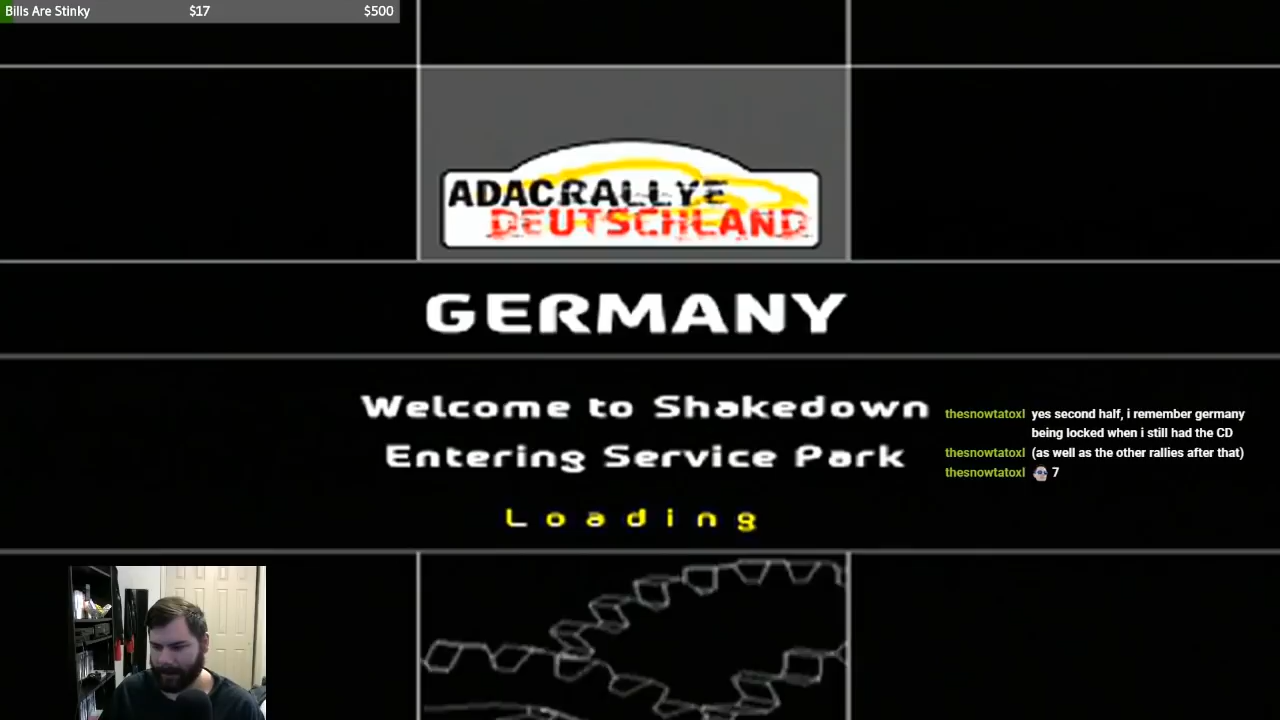 Bills Are Stinky $17 $500
ADACRALLYE
DEUTSCHLAND
GERMANY
Welcome to Shakedown
Entering Service Park
Loading
thesnowtatoxl yes second half, i remember germany
being locked when i still had the CD
thesnowtatoxl (as well as the other rallies after that)
thesnowtatoxl 7